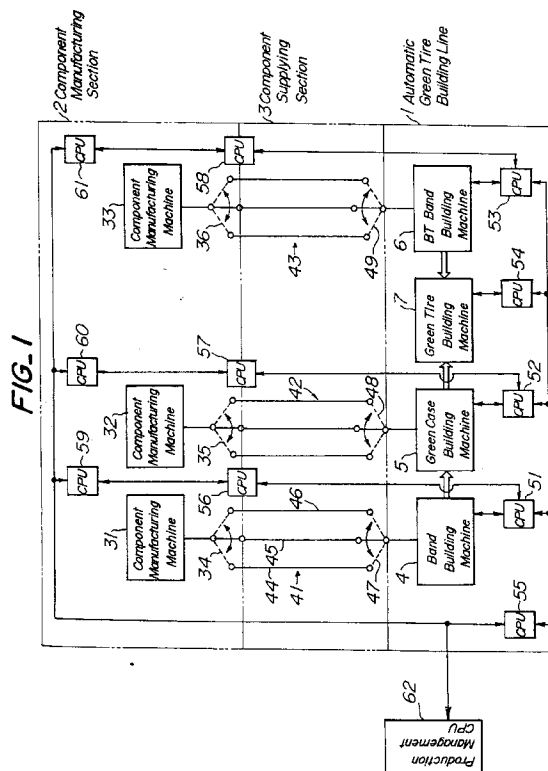 FIG_1
2 Component
Manufacturing
Section
3 Component
Supplying
Section
1 Automatic
Green Tire
Building Line
59
CPU
60
CPU
61
CPU
31
Component
Manufacturing
Machine
32
Component
Manufacturing
Machine
33
Component
Manufacturing
Machine
34
35
36
56
CPU
57
CPU
58
CPU
44
45
46
41
42
43
47
48
49
4
Band
Building
Machine
5
Green Case
Building
Machine
7
Green Tire
Building
Machine
6
BT Band
Building
Machine
55
CPU
51
CPU
52
CPU
54
CPU
53
CPU
62
Production
Management
CPU